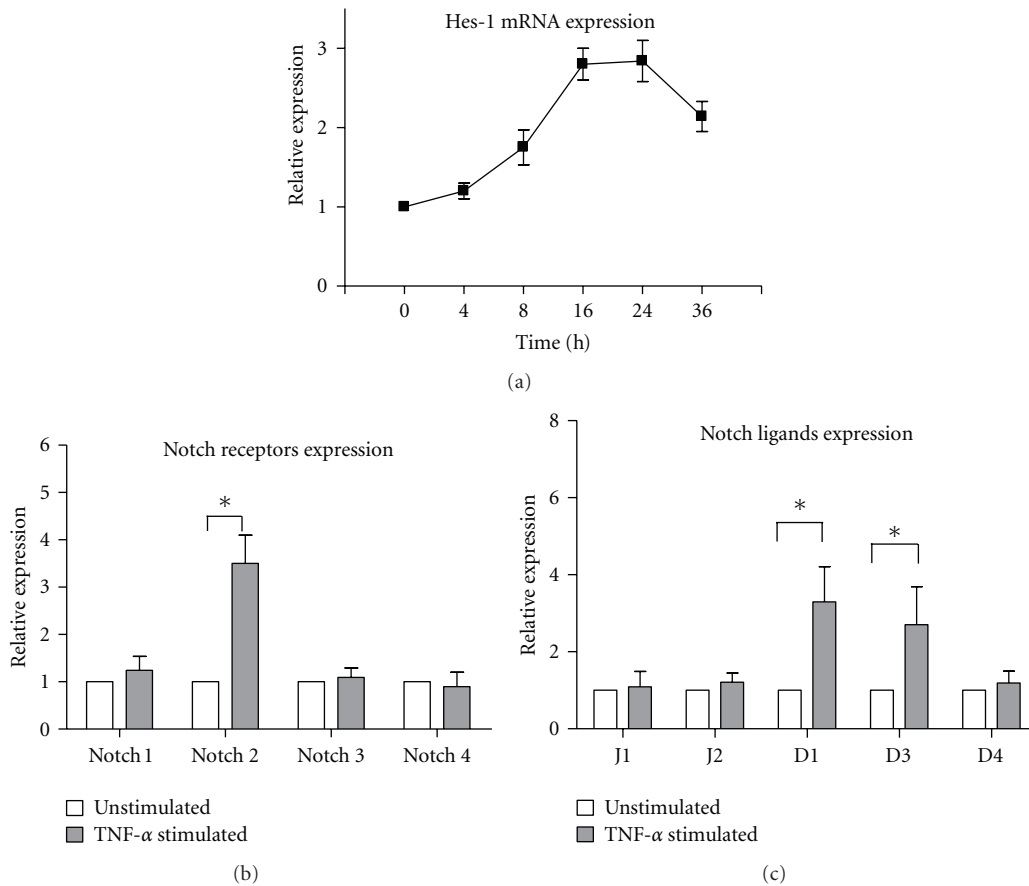 Hes-1 mRNA expression
Relative expression
3
2
1
0
0 4 8 16 24 36
Time (h)
(a)
Notch receptors expression
Relative expression
6
5
4
3
2
1
0
*
Notch 1 Notch 2 Notch 3 Notch 4
Unstimulated
TNF-α stimulated
(b)
Notch ligands expression
Relative expression
8
6
4
2
0
*
*
J1 J2 D1 D3 D4
Unstimulated
TNF-α stimulated
(c)